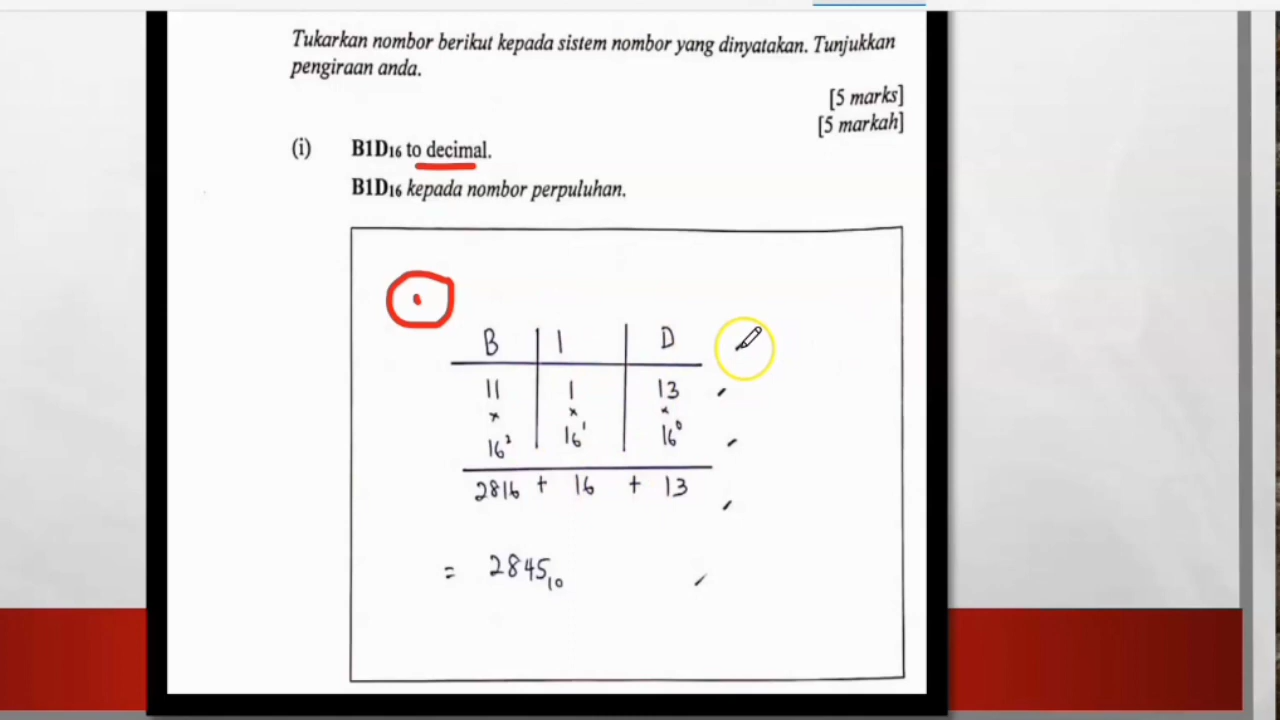 Tukarkan nombor berikut kepada sistem nombor yang dinyatakan. Tunjukkan
pengiraan anda.
[5 marks]
[5 markah]
(i) B1D₁₆ to decimal.
B1D₁₆ kepada nombor perpuluhan.
B 1 D
11 1 13
× × ×
16² 16¹ 16⁰
2816 + 16 + 13
= 2845₁₀